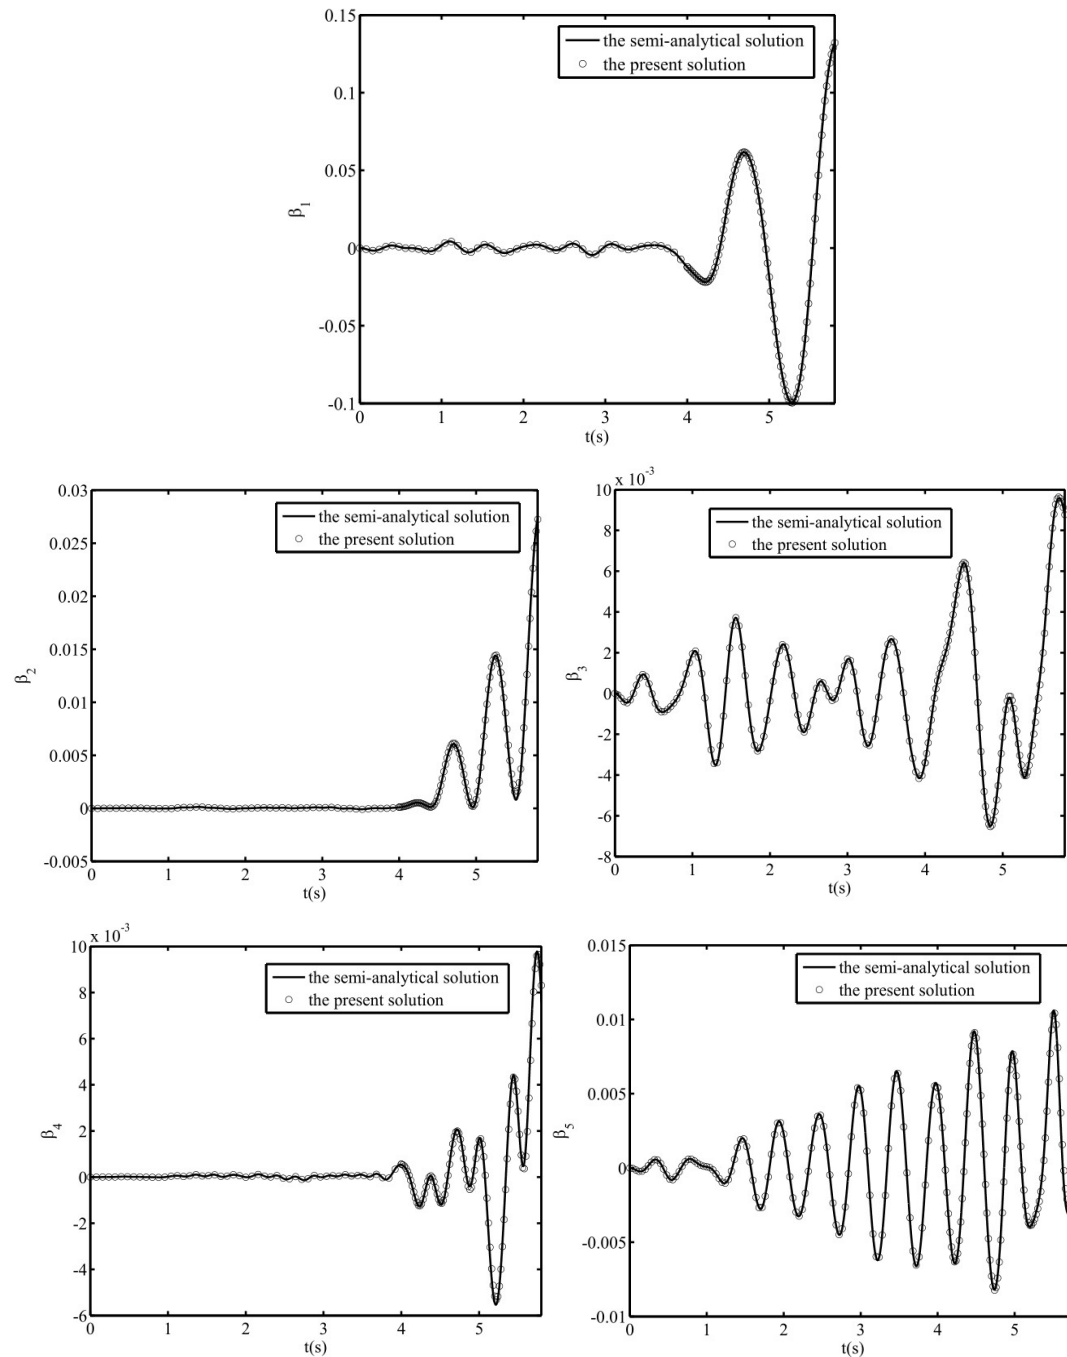 0.15
the semi-analytical solution
the present solution
0.1
0.05
β1
0
-0.05
-0.1
0 1 2 3 4 5
t(s)
0.03
the semi-analytical solution
the present solution
0.025
0.02
0.015
β2
0.01
0.005
0
-0.005
0 1 2 3 4 5
t(s)
x 10-3
10
the semi-analytical solution
the present solution
8
6
4
2
β3
0
-2
-4
-6
-8
0 1 2 3 4 5
t(s)
x 10-3
10
the semi-analytical solution
the present solution
8
6
4
2
β4
0
-2
-4
-6
0 1 2 3 4 5
t(s)
0.015
the semi-analytical solution
the present solution
0.01
0.005
β5
0
-0.005
-0.01
0 1 2 3 4 5
t(s)